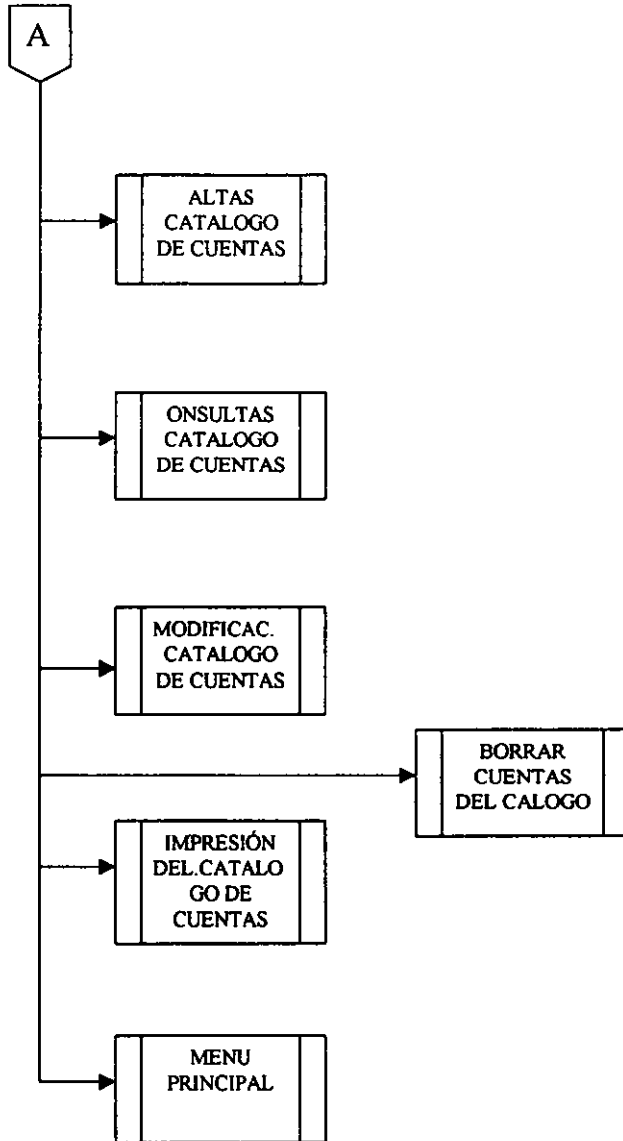 A
ALTAS
CATALOGO
DE CUENTAS
ONSULTAS
CATALOGO
DE CUENTAS
MODIFICAC.
CATALOGO
DE CUENTAS
BORRAR
CUENTAS
DEL CALOGO
IMPRESIÓN
DEL.CATALO
GO DE
CUENTAS
MENU
PRINCIPAL